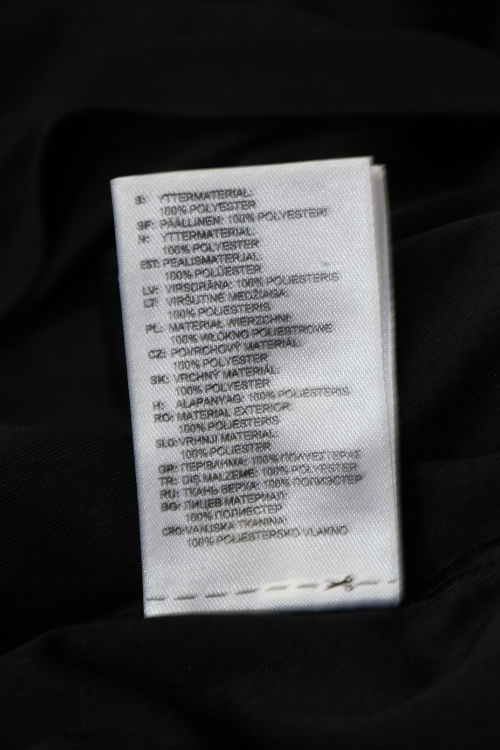 S: YTTERMATERIAL:
100% POLYESTER
SF: PÄÄLLINEN: 100% POLYESTERI
N: YTTERMATERIAL:
100% POLYESTER
EST: PEALISMATERJAL:
100% POLÜESTER
LV: VIRSDRĀNA: 100% POLIESTERIS
LT: VIRŠUTINĖ MEDŽIAGA:
100% POLIESTERIS
PL: MATERIAŁ WIERZCHNI:
100% WŁÓKNO POLIESTROWE
CZ: POVRCHOVÝ MATERIÁL:
100% POLYESTER
SK: VRCHNÝ MATERIÁL:
100% POLYESTER
H: ALAPANYAG: 100% POLIÉSZTERIS
RO: MATERIAL EXTERIOR:
100% POLIESTERIS
SLO: VRHNJI MATERIAL:
100% POLIESTER
GR: ΠΕΡΙΒΛΗΜΑ: 100% ΠΟΛΥΕΣΤΕΡΑΣ
TR: DIŞ MALZEME: 100% POLYESTER
RU: ТКАНЬ ВЕРХА: 100% ПОЛИЭСТЕР
BG: ЛИЦЕВ МАТЕРИАЛ:
100% ПОЛИЕСТЕР
CRO: VANJSKA TKANINA:
100% POLIESTERSKO VLAKNO